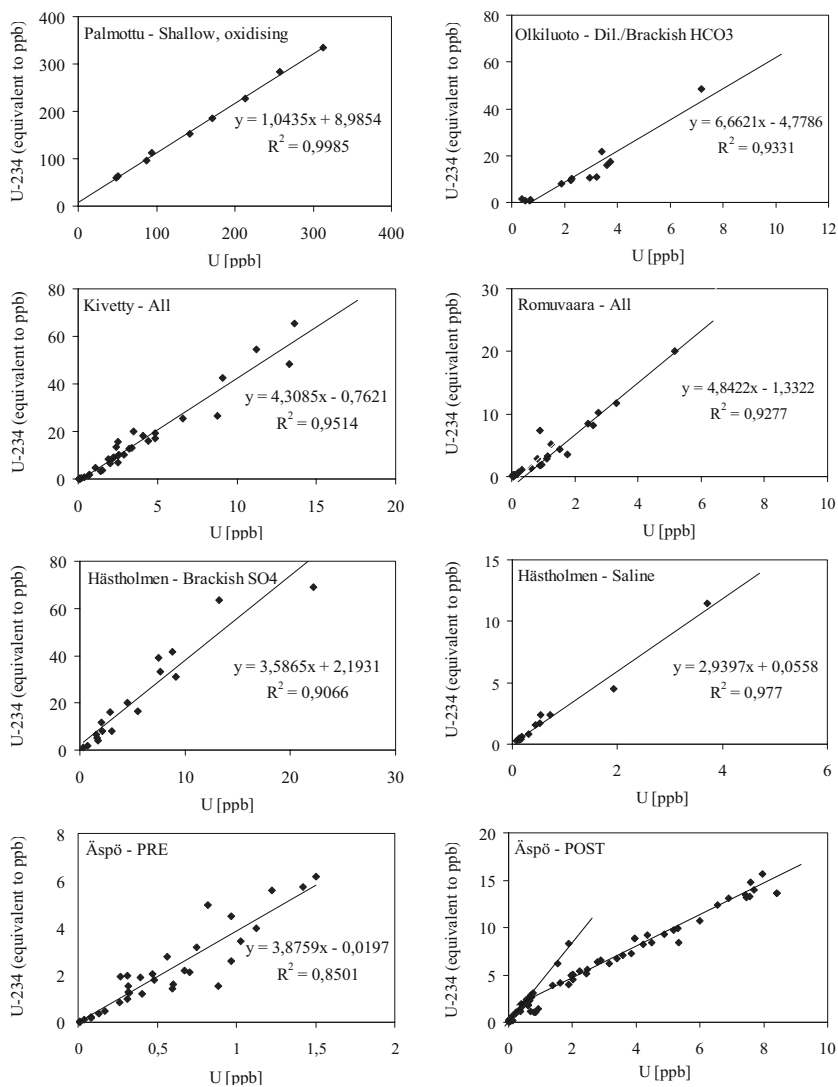 Palmottu - Shallow, oxidising
U-234 (equivalent to ppb)
400
300
200
100
0
y = 1,0435x + 8,9854
R2 = 0,9985
0 100 200 300 400
U [ppb]
Olkiluoto - Dil./Brackish HCO3
U-234 (equivalent to ppb)
80
60
40
20
0
y = 6,6621x - 4,7786
R2 = 0,9331
0 2 4 6 8 10 12
U [ppb]
Kivetty - All
U-234 (equivalent to ppb)
80
60
40
20
0
y = 4,3085x - 0,7621
R2 = 0,9514
0 5 10 15 20
U [ppb]
Romuvaara - All
U-234 (equivalent to ppb)
30
20
10
0
y = 4,8422x - 1,3322
R2 = 0,9277
0 2 4 6 8 10
U [ppb]
Hästholmen - Brackish SO4
U-234 (equivalent to ppb)
80
60
40
20
0
y = 3,5865x + 2,1931
R2 = 0,9066
0 10 20 30
U [ppb]
Hästholmen - Saline
U-234 (equivalent to ppb)
15
10
5
0
y = 2,9397x + 0,0558
R2 = 0,977
0 2 4 6
U [ppb]
Äspö - PRE
U-234 (equivalent to ppb)
8
6
4
2
0
y = 3,8759x - 0,0197
R2 = 0,8501
0 0,5 1 1,5 2
U [ppb]
Äspö - POST
U-234 (equivalent to ppb)
20
15
10
5
0
0 2 4 6 8 10
U [ppb]